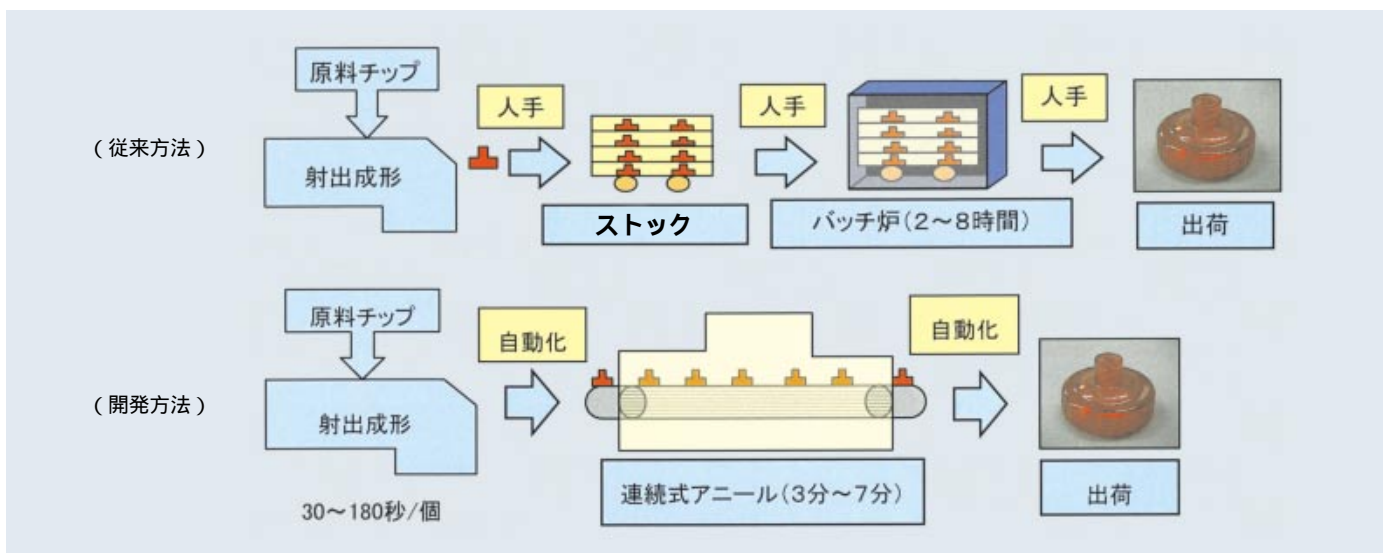 (従来方法)
原料チップ
射出成形
人手
ストック
人手
バッチ炉(2～8時間)
人手
出荷
(開発方法)
原料チップ
射出成形
30～180秒/個
自動化
連続式アニール(3分～7分)
自動化
出荷